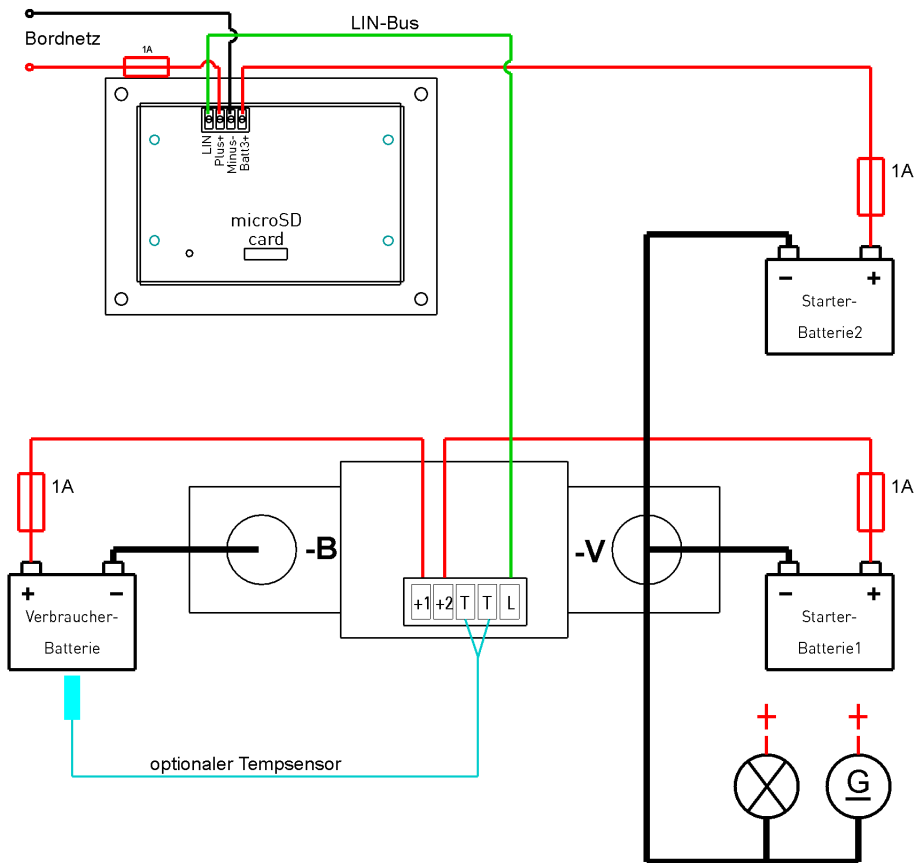 LIN-Bus
Bordnetz
1A
LIN
Plus+
Minus-
Batt3+
microSD
card
1A
- +
Starter-
Batterie2
1A
1A
-B
-V
+1 +2 T T L
+ -
Verbraucher-
Batterie
- +
Starter-
Batterie1
optionaler Tempsensor
+ +
G